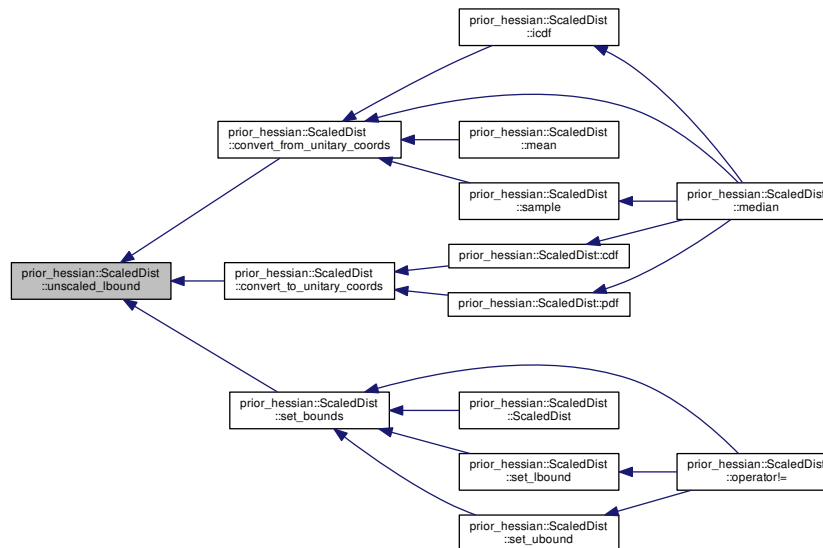 prior_hessian::ScaledDist
::unscaled_lbound
prior_hessian::ScaledDist
::convert_from_unitary_coords
prior_hessian::ScaledDist
::convert_to_unitary_coords
prior_hessian::ScaledDist
::set_bounds
prior_hessian::ScaledDist
::icdf
prior_hessian::ScaledDist
::mean
prior_hessian::ScaledDist
::sample
prior_hessian::ScaledDist::cdf
prior_hessian::ScaledDist::pdf
prior_hessian::ScaledDist
::ScaledDist
prior_hessian::ScaledDist
::set_lbound
prior_hessian::ScaledDist
::set_ubound
prior_hessian::ScaledDist
::median
prior_hessian::ScaledDist
::operator!=